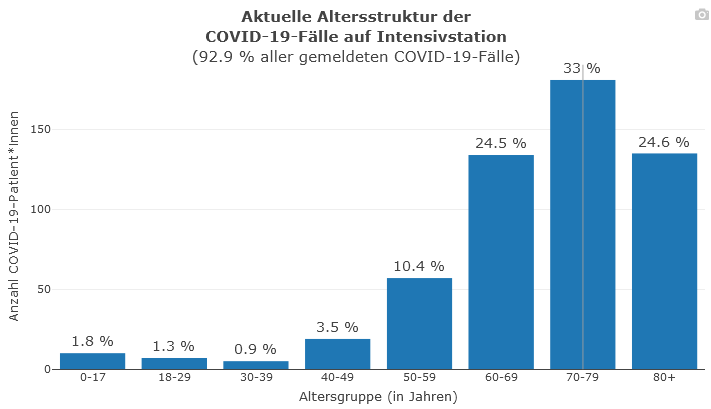 Aktuelle Altersstruktur der
COVID-19-Fälle auf Intensivstation
(92.9 % aller gemeldeten COVID-19-Fälle)
33 %
24.5 %
24.6 %
10.4 %
3.5 %
1.8 %
1.3 %
0.9 %
150
100
50
0
Anzahl COVID-19-Patient*Innen
0-17 18-29 30-39 40-49 50-59 60-69 70-79 80+
Altersgruppe (in Jahren)